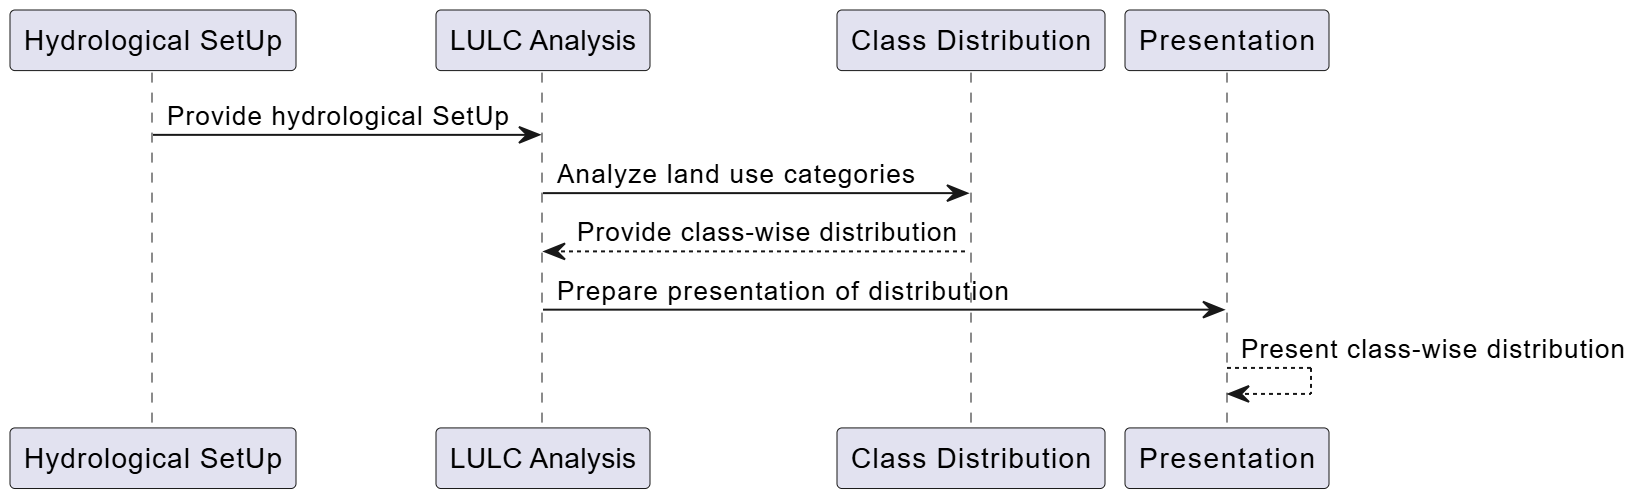 Hydrological SetUp
LULC Analysis
Class Distribution
Presentation
Provide hydrological SetUp
Analyze land use categories
Provide class-wise distribution
Prepare presentation of distribution
Present class-wise distribution
Hydrological SetUp
LULC Analysis
Class Distribution
Presentation